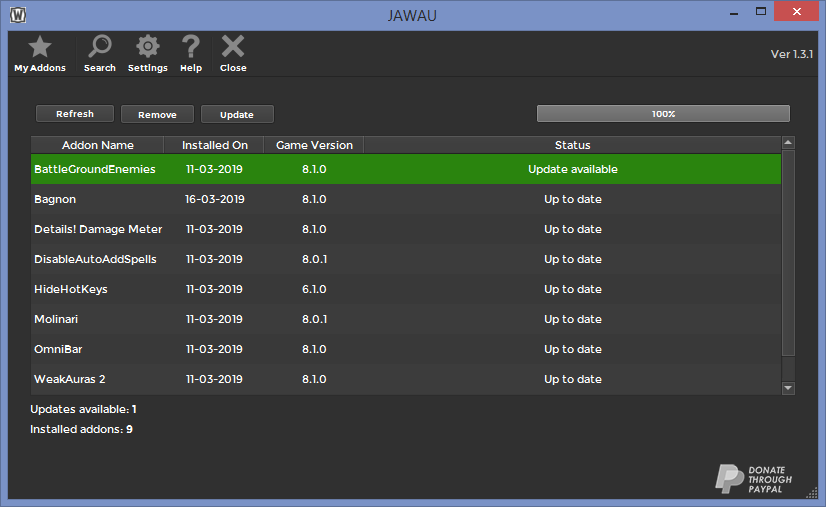 JAWAU
My Addons Search Settings Help Close
Ver 1.3.1
Refresh Remove Update 100%
Addon Name Installed On Game Version Status
BattleGroundEnemies 11-03-2019 8.1.0 Update available
Bagnon 16-03-2019 8.1.0 Up to date
Details! Damage Meter 11-03-2019 8.1.0 Up to date
DisableAutoAddSpells 11-03-2019 8.0.1 Up to date
HideHotKeys 11-03-2019 6.1.0 Up to date
Molinari 11-03-2019 8.0.1 Up to date
OmniBar 11-03-2019 8.1.0 Up to date
WeakAuras 2 11-03-2019 8.1.0 Up to date
Updates available: 1
Installed addons: 9
DONATE
THROUGH
PAYPAL